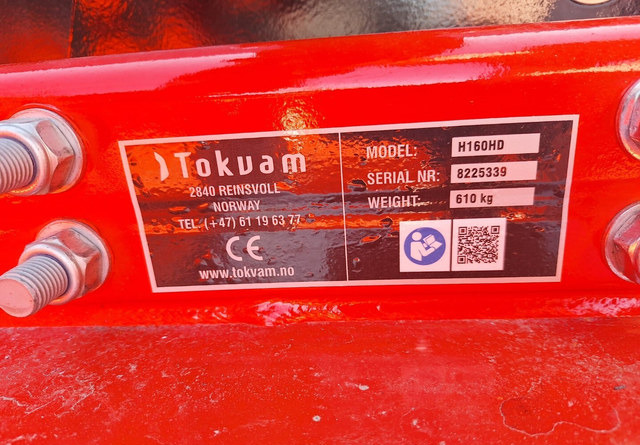 Tokvam
2840 REINSVOLL
NORWAY
TEL. (+47) 61 19 63 77
CE
www.tokvam.no
MODEL: H160HD
SERIAL NR: 8225339
WEIGHT: 610 kg